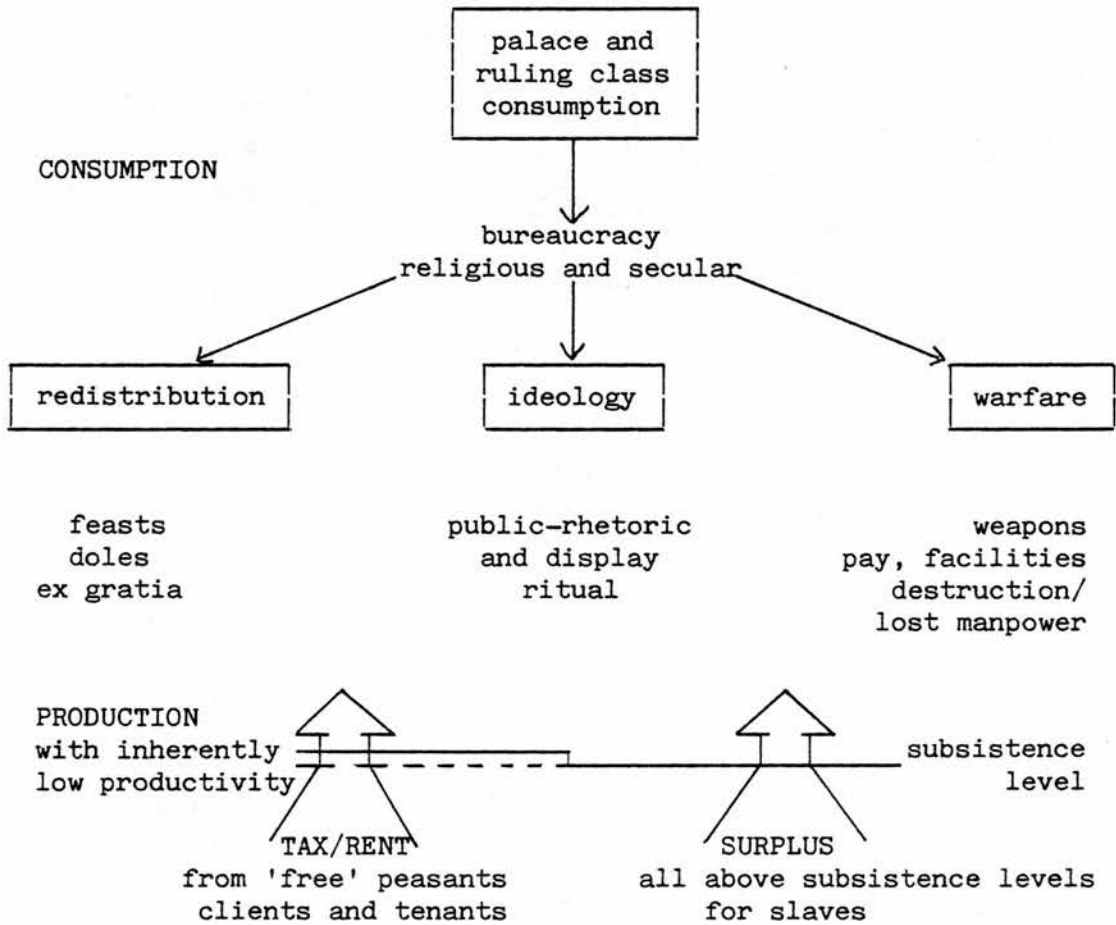 palace and
ruling class
consumption
CONSUMPTION
bureaucracy
religious and secular
redistribution
ideology
warfare
feasts
doles
ex gratia
public-rhetoric
and display
ritual
weapons
pay, facilities
destruction/
lost manpower
PRODUCTION
with inherently
low productivity
subsistence
level
TAX/RENT
from 'free' peasants
clients and tenants
SURPLUS
all above subsistence levels
for slaves